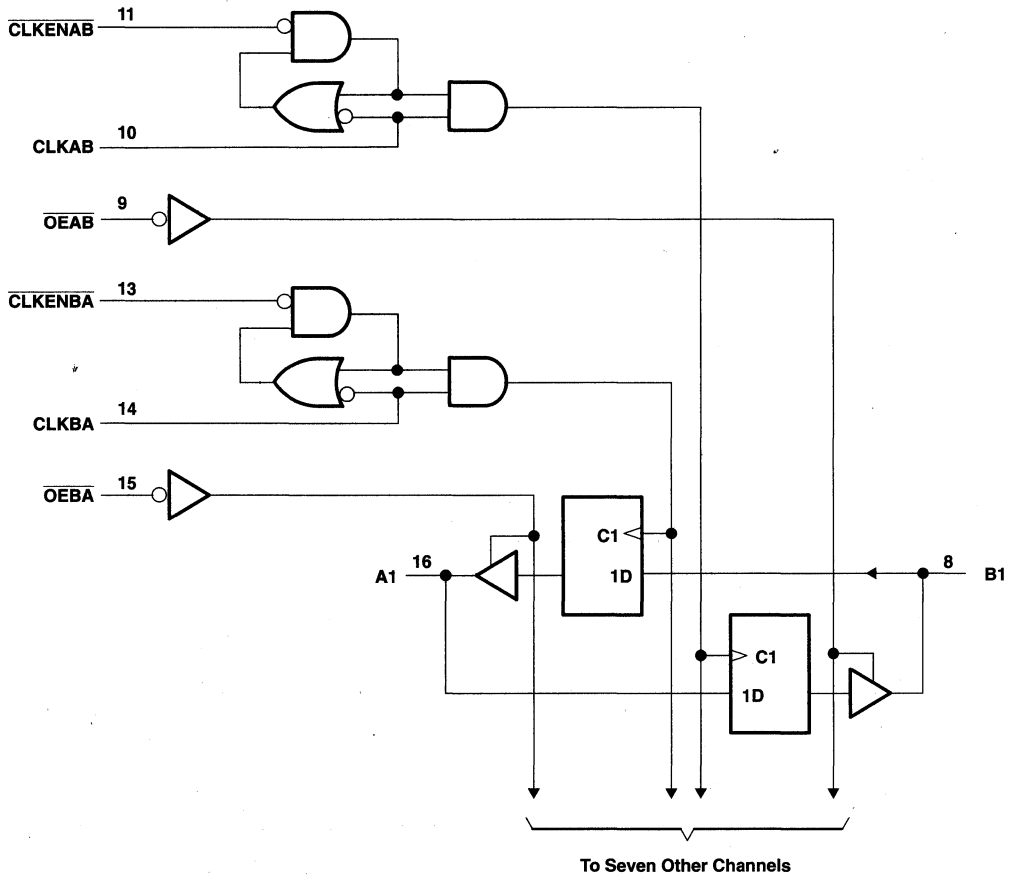 CLKENAB 11
CLKAB 10
OEAB 9
CLKENBA 13
CLKBA 14
OEBA 15
C1
A1 16
1D
8 B1
C1
1D
To Seven Other Channels